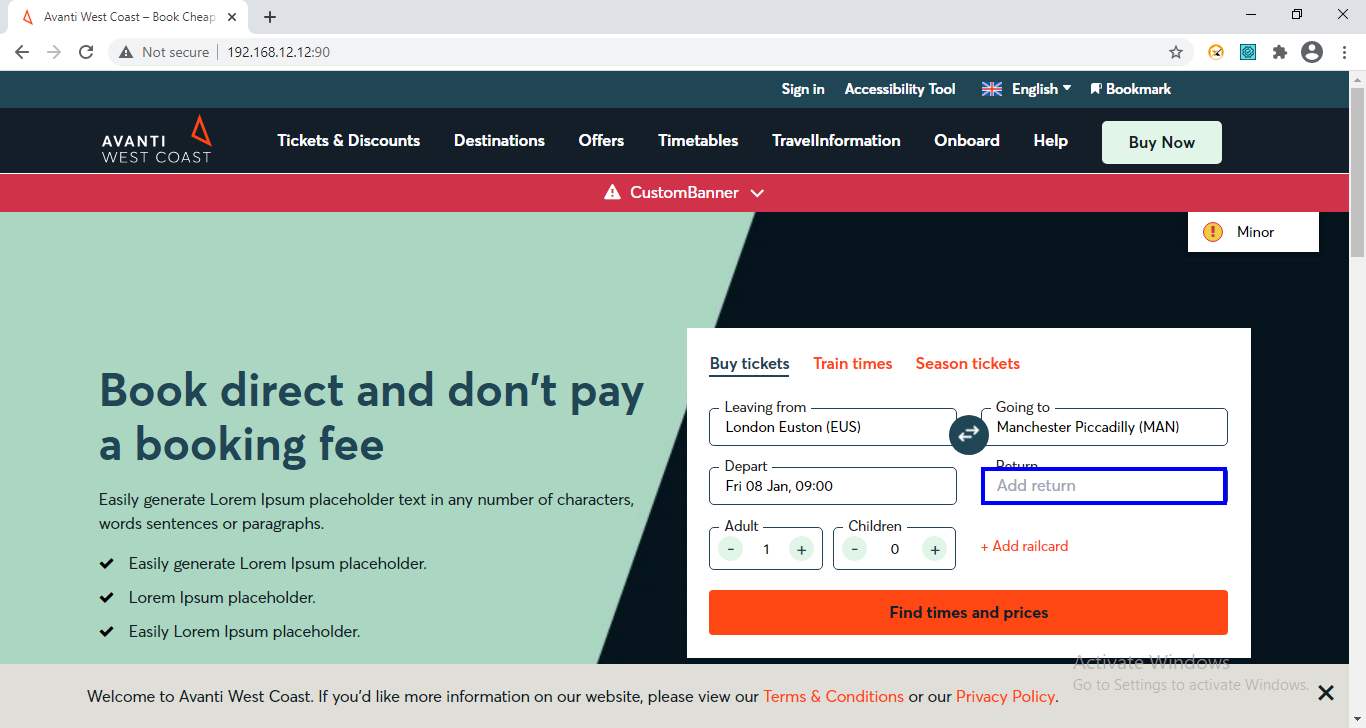 Avanti West Coast – Book Cheap
Not secure
192.168.12.12:90
Sign in Accessibility Tool English Bookmark
AVANTI
WEST COAST
Tickets & Discounts Destinations Offers Timetables TravelInformation Onboard Help Buy Now
CustomBanner
Minor
Book direct and don't pay
a booking fee
Easily generate Lorem Ipsum placeholder text in any number of characters,
words sentences or paragraphs.
Easily generate Lorem Ipsum placeholder.
Lorem Ipsum placeholder.
Easily Lorem Ipsum placeholder.
Buy tickets Train times Season tickets
Leaving from
London Euston (EUS)
Going to
Manchester Piccadilly (MAN)
Depart
Fri 08 Jan, 09:00
Return
Add return
Adult
- 1 +
Children
- 0 +
+ Add railcard
Find times and prices
Activate Windows
Go to Settings to activate Windows.
Welcome to Avanti West Coast. If you'd like more information on our website, please view our Terms & Conditions or our Privacy Policy.